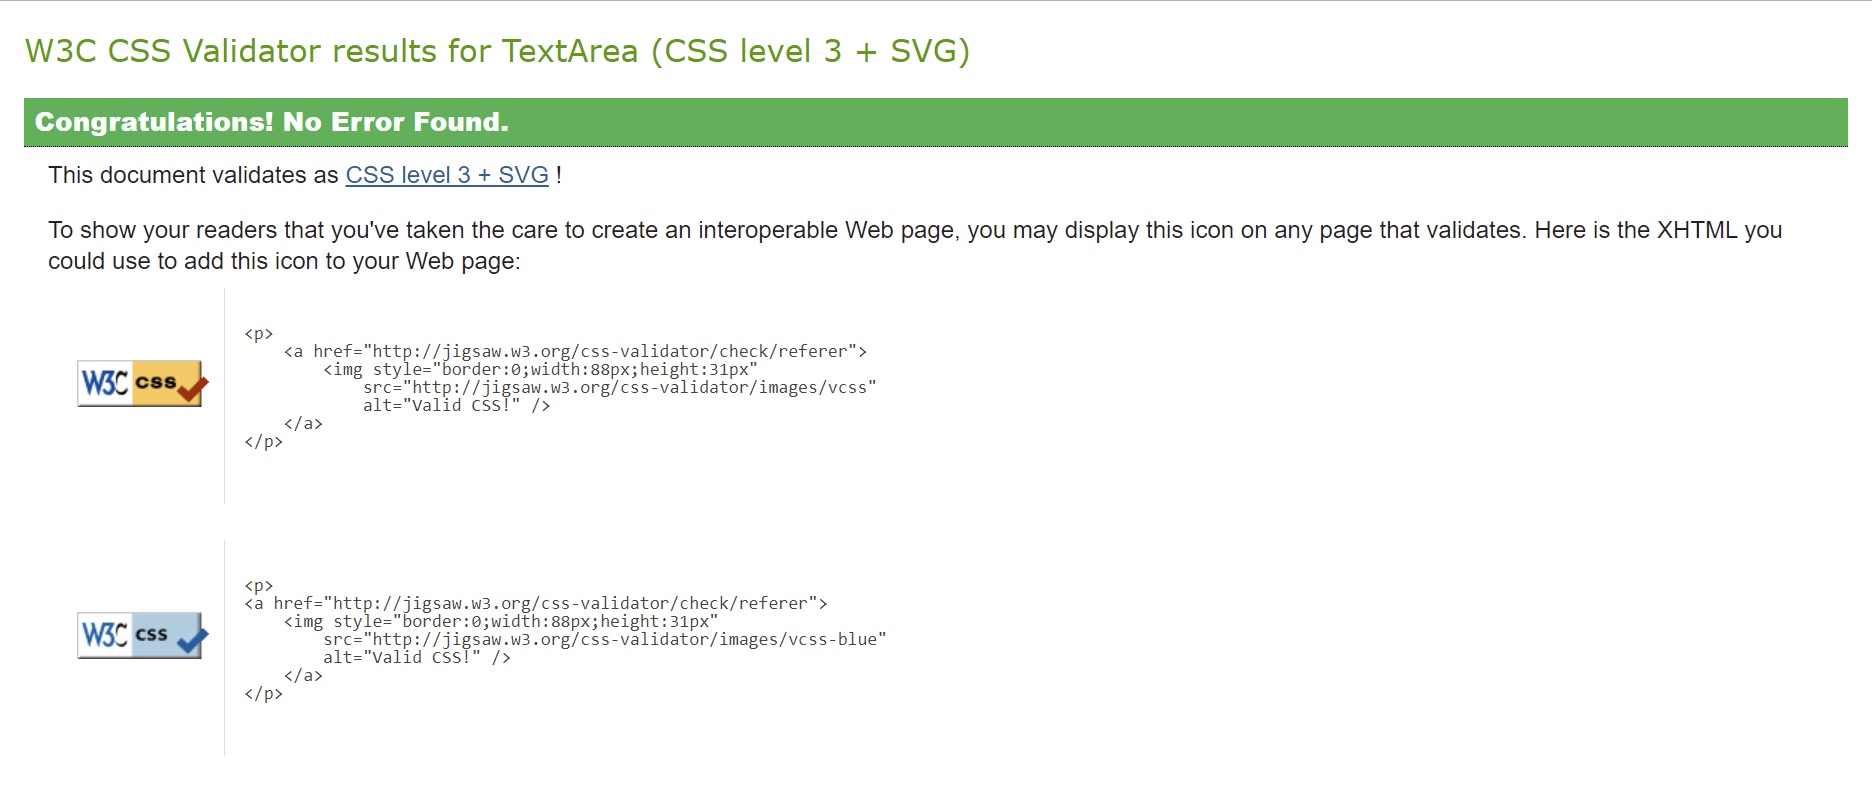 W3C CSS Validator results for TextArea (CSS level 3 + SVG)
Congratulations! No Error Found.
This document validates as CSS level 3 + SVG !
To show your readers that you've taken the care to create an interoperable Web page, you may display this icon on any page that validates. Here is the XHTML you
could use to add this icon to your Web page:
W3C css
<p>
<a href="http://jigsaw.w3.org/css-validator/check/referer">
<img style="border:0;width:88px;height:31px"
src="http://jigsaw.w3.org/css-validator/images/vcss"
alt="Valid CSS!" />
</a>
</p>
W3C css
<p>
<a href="http://jigsaw.w3.org/css-validator/check/referer">
<img style="border:0;width:88px;height:31px"
src="http://jigsaw.w3.org/css-validator/images/vcss-blue"
alt="Valid CSS!" />
</a>
</p>